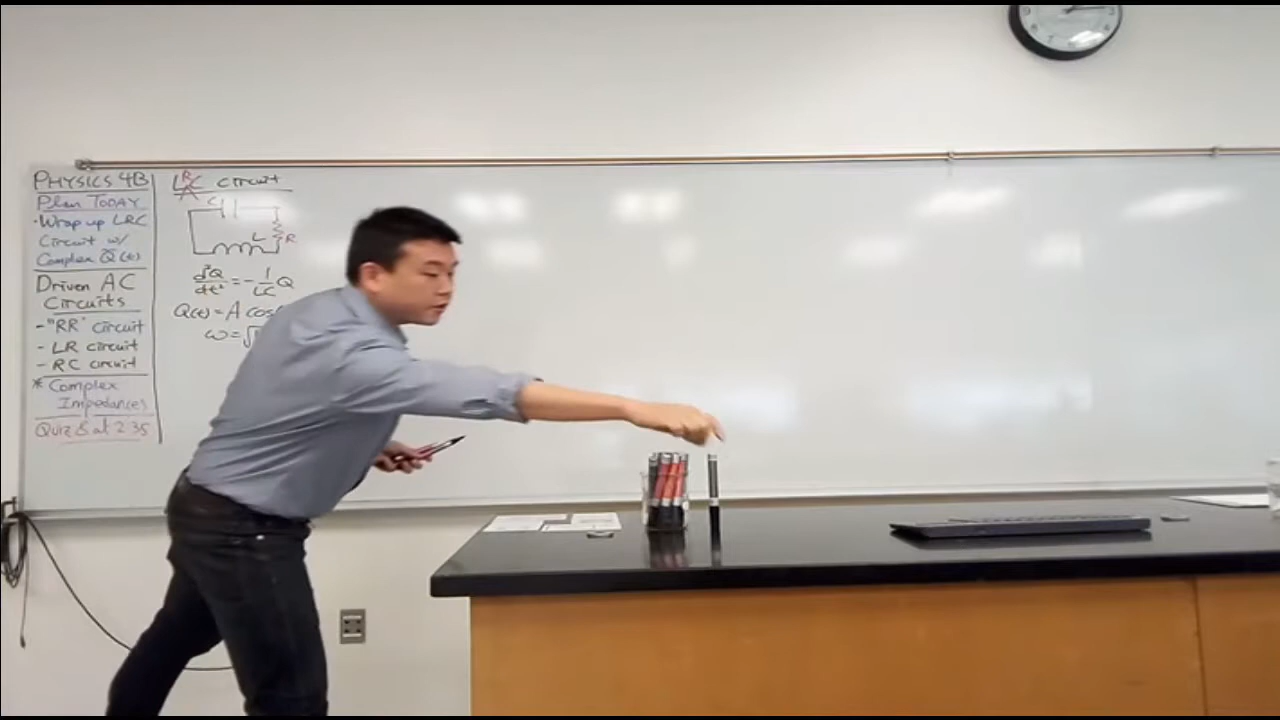 PHYSICS 4B
Plan TODAY
• Wrap up LRC
Circuit w/
Complex Q̃(t)
Driven AC
Circuits
- "RR" circuit
- LR circuit
- RC circuit
* Complex
Impedances
Quiz 8 at 2:35
LRC circuit
C
L
R
d²Q/dt² = -1/LC Q
Q(t) = A cos(
ω = √